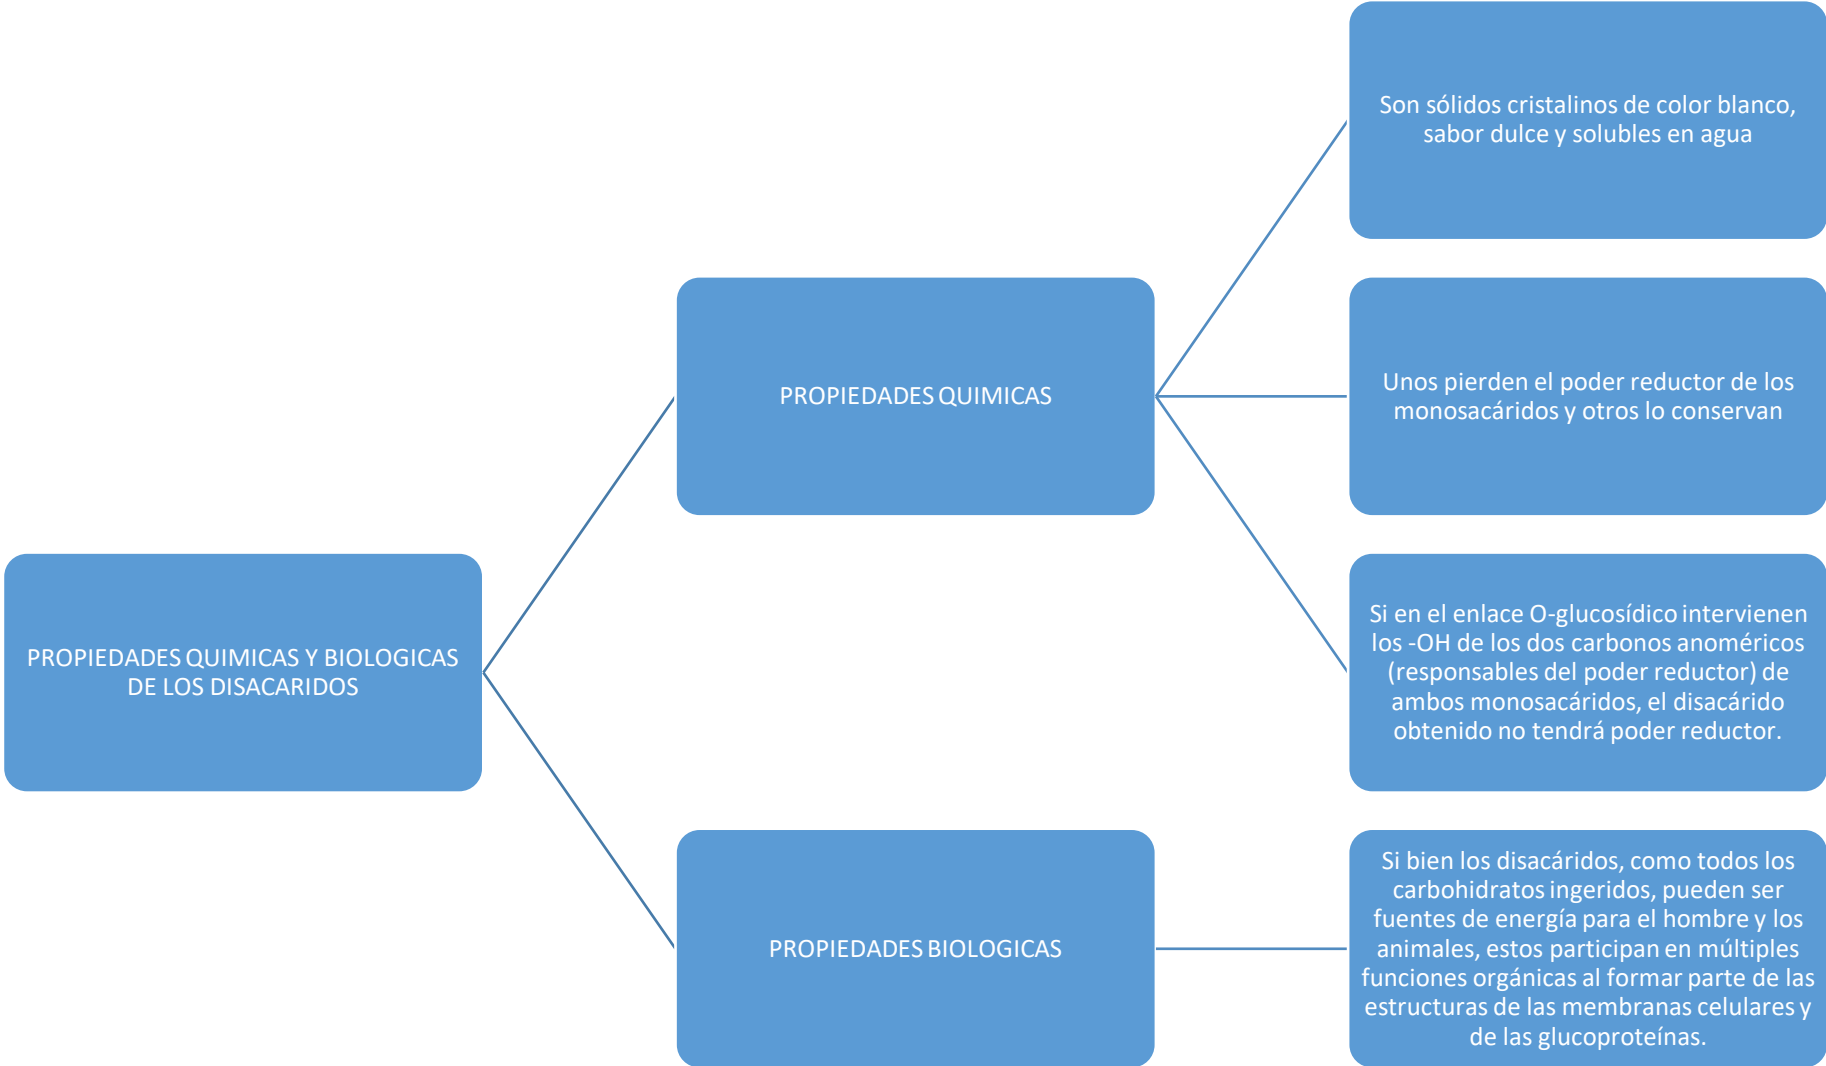 PROPIEDADES QUIMICAS Y BIOLOGICAS
DE LOS DISACARIDOS
PROPIEDADES QUIMICAS
Son sólidos cristalinos de color blanco,
sabor dulce y solubles en agua
Unos pierden el poder reductor de los
monosacáridos y otros lo conservan
Si en el enlace O-glucosídico intervienen
los -OH de los dos carbonos anoméricos
(responsables del poder reductor) de
ambos monosacáridos, el disacárido
obtenido no tendrá poder reductor.
PROPIEDADES BIOLOGICAS
Si bien los disacáridos, como todos los
carbohidratos ingeridos, pueden ser
fuentes de energía para el hombre y los
animales, estos participan en múltiples
funciones orgánicas al formar parte de las
estructuras de las membranas celulares y
de las glucoproteínas.